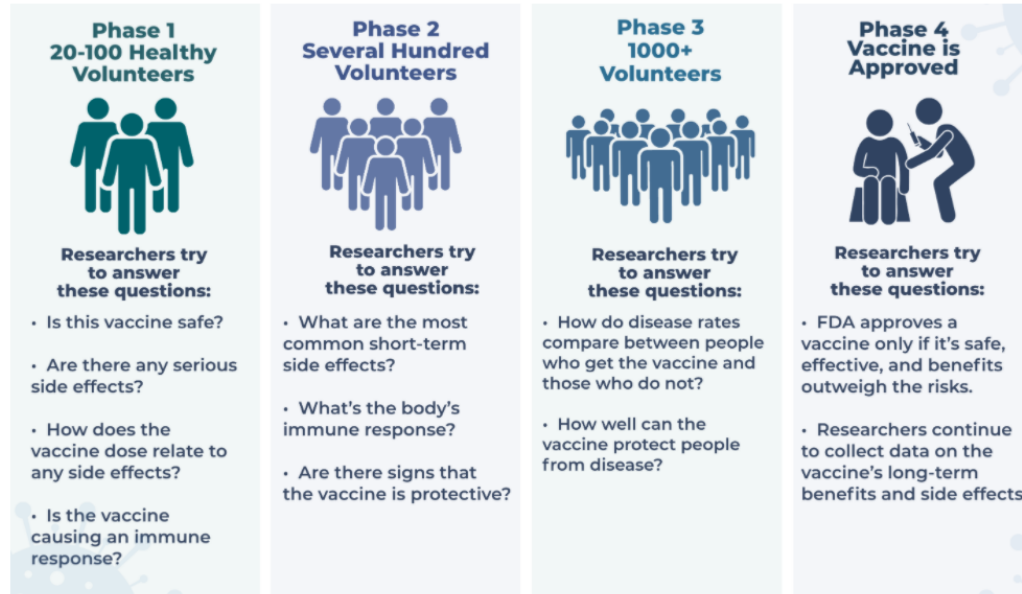 Phase 1
20-100 Healthy
Volunteers
Researchers try
to answer
these questions:
• Is this vaccine safe?
• Are there any serious
side effects?
• How does the
vaccine dose relate to
any side effects?
• Is the vaccine
causing an immune
response?
Phase 2
Several Hundred
Volunteers
Researchers try
to answer
these questions:
• What are the most
common short-term
side effects?
• What's the body's
immune response?
• Are there signs that
the vaccine is protective?
Phase 3
1000+
Volunteers
Researchers try
to answer
these questions:
• How do disease rates
compare between people
who get the vaccine and
those who do not?
• How well can the
vaccine protect people
from disease?
Phase 4
Vaccine is
Approved
Researchers try
to answer
these questions:
• FDA approves a
vaccine only if it's safe,
effective, and benefits
outweigh the risks.
• Researchers continue
to collect data on the
vaccine's long-term
benefits and side effects